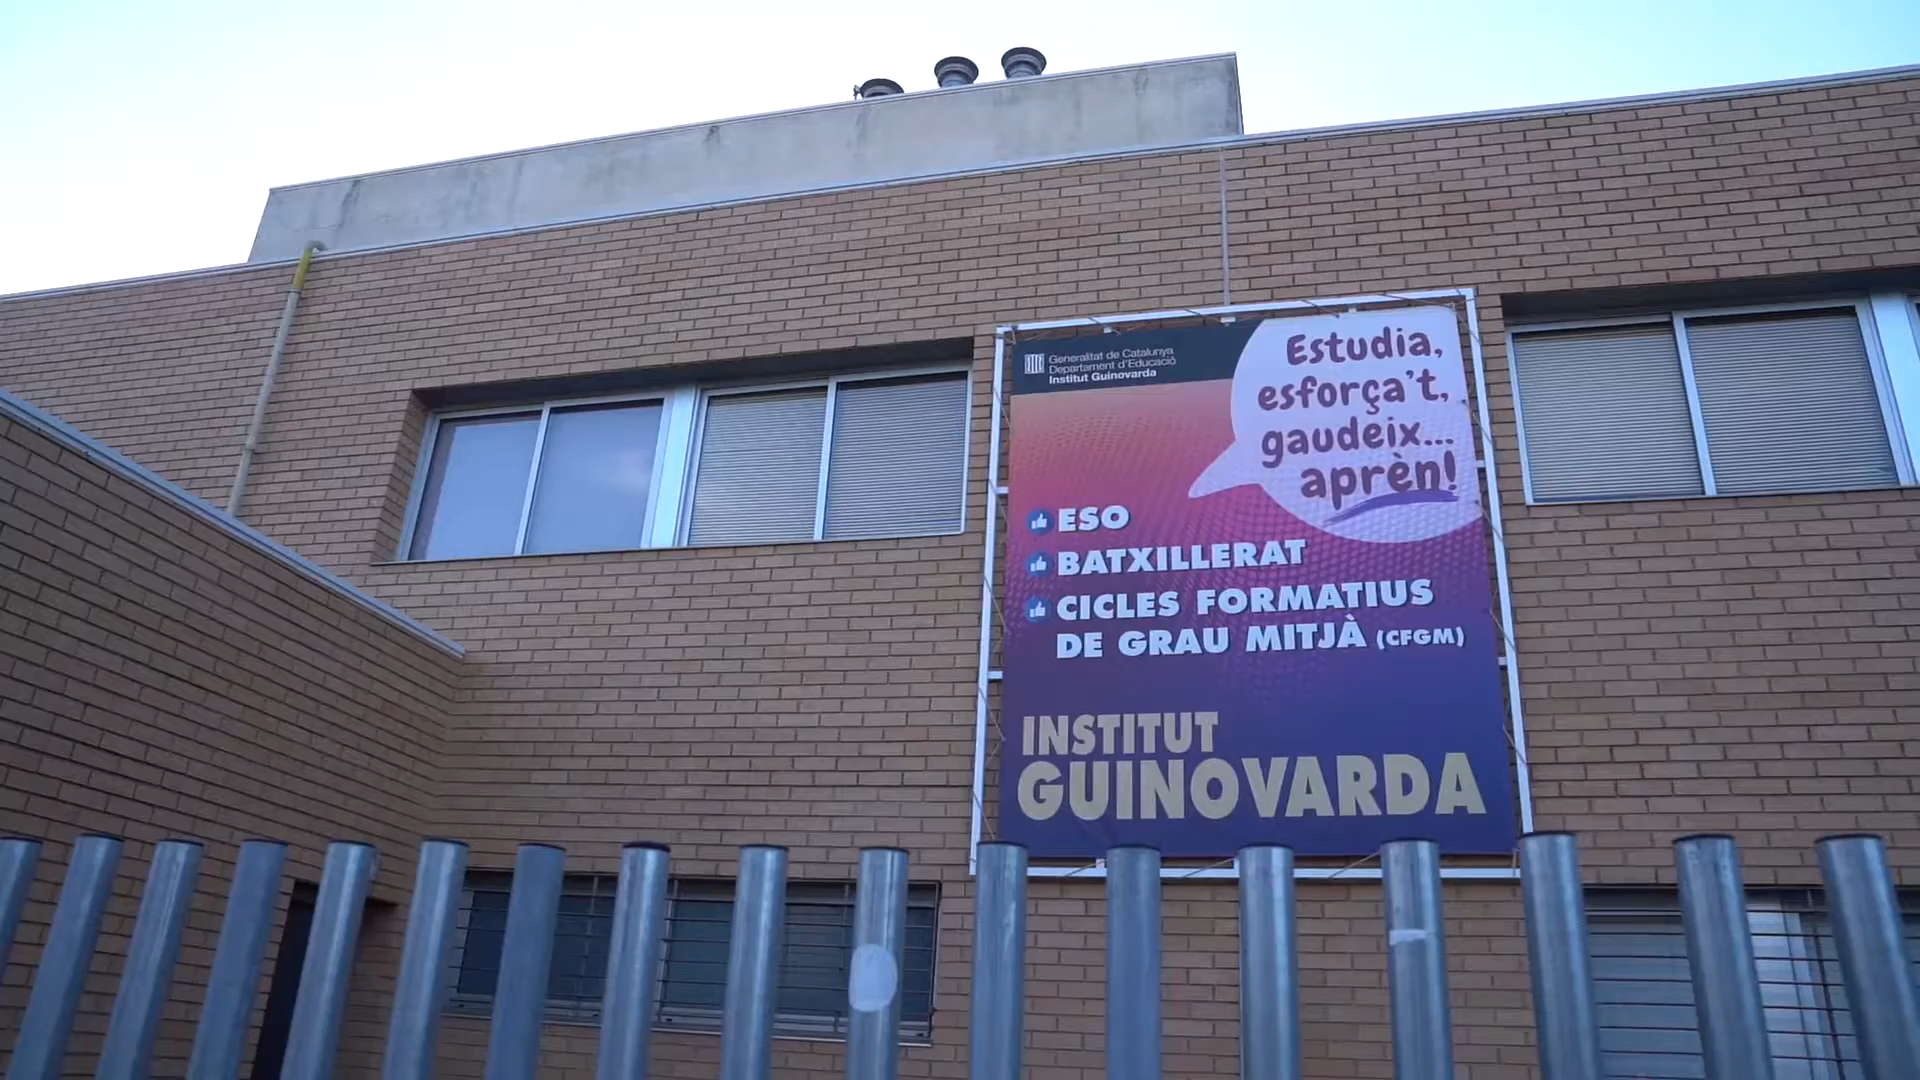 Generalitat de Catalunya
Departament d'Educació
Institut Guinovarda
Estudia,
esforça't,
gaudeix...
aprèn!
ESO
BATXILLERAT
CICLES FORMATIUS
DE GRAU MITJÀ (CFGM)
INSTITUT
GUINOVARDA